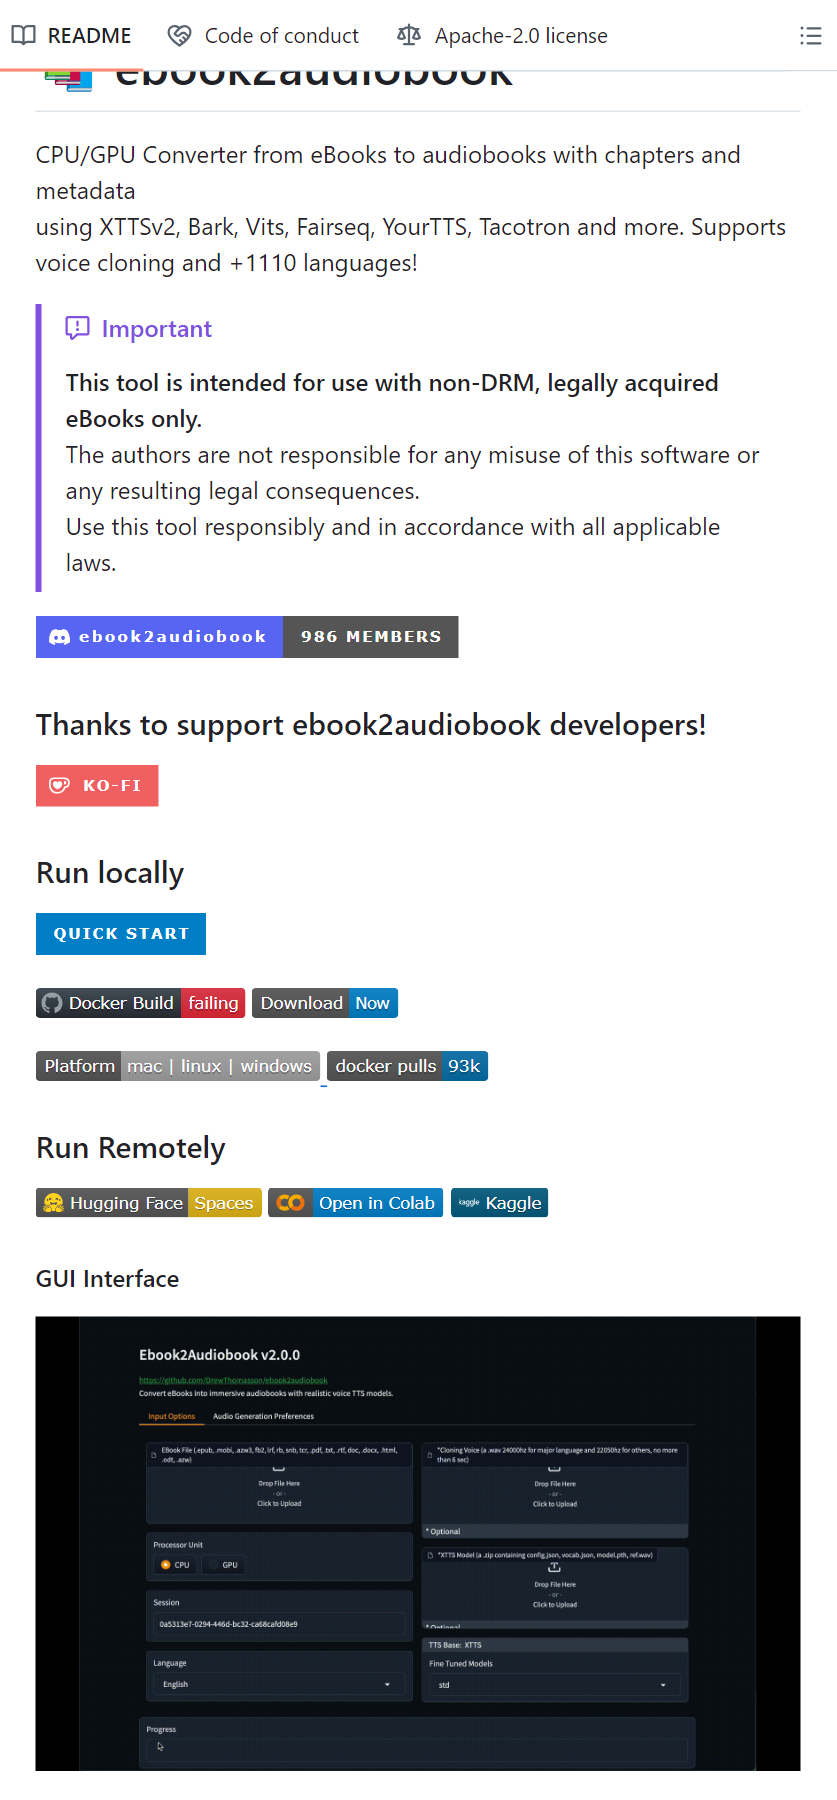 README
Code of conduct
Apache-2.0 license
ebook2audiobook
CPU/GPU Converter from eBooks to audiobooks with chapters and
metadata
using XTTSv2, Bark, Vits, Fairseq, YourTTS, Tacotron and more. Supports
voice cloning and +1110 languages!
Important
This tool is intended for use with non-DRM, legally acquired
eBooks only.
The authors are not responsible for any misuse of this software or
any resulting legal consequences.
Use this tool responsibly and in accordance with all applicable
laws.
ebook2audiobook 986 MEMBERS
Thanks to support ebook2audiobook developers!
KO-FI
Run locally
QUICK START
Docker Build failing Download Now
Platform mac | linux | windows docker pulls 93k
Run Remotely
Hugging Face Spaces Open in Colab kaggle Kaggle
GUI Interface
Ebook2Audiobook v2.0.0
https://github.com/DrewThomasson/ebook2audiobook
Convert eBooks into immersive audiobooks with realistic voice TTS models.
Input Options Audio Generation Preferences
EBook File (.epub, .mobi, .azw3, fb2, lrf, rb, snb, tcr, .pdf, .txt, .rtf, doc, .docx, .html,
.odt, .azw)
Drop File Here
- or -
Click to Upload
Processor Unit
CPU GPU
Session
0a5313e7-0294-446d-bc32-ca68cafd08e9
Language
English
*Cloning Voice (a .wav 24000hz for major language and 22050hz for others, no more
than 6 sec)
Drop File Here
- or -
Click to Upload
* Optional
*XTTS Model (a .zip containing config.json, vocab.json, model.pth, ref.wav)
Drop File Here
- or -
Click to Upload
* Optional
TTS Base: XTTS
Fine Tuned Models
std
Progress